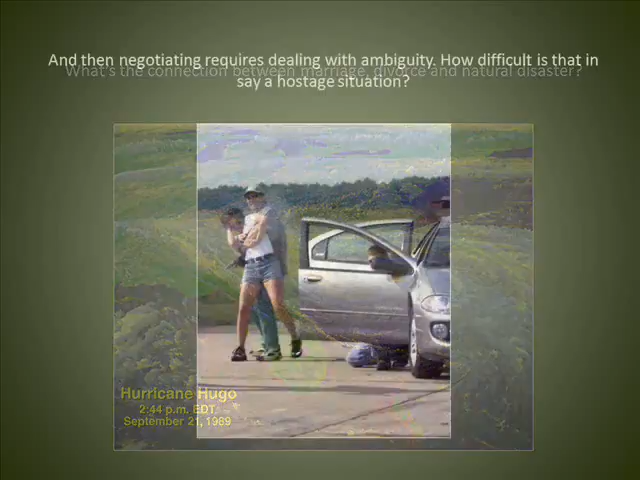 And then negotiating requires dealing with ambiguity. How difficult is that in
What's the connection between marriage, divorce and natural disaster?
say a hostage situation?
Hurricane Hugo
2:44 p.m. EDT
September 21, 1989